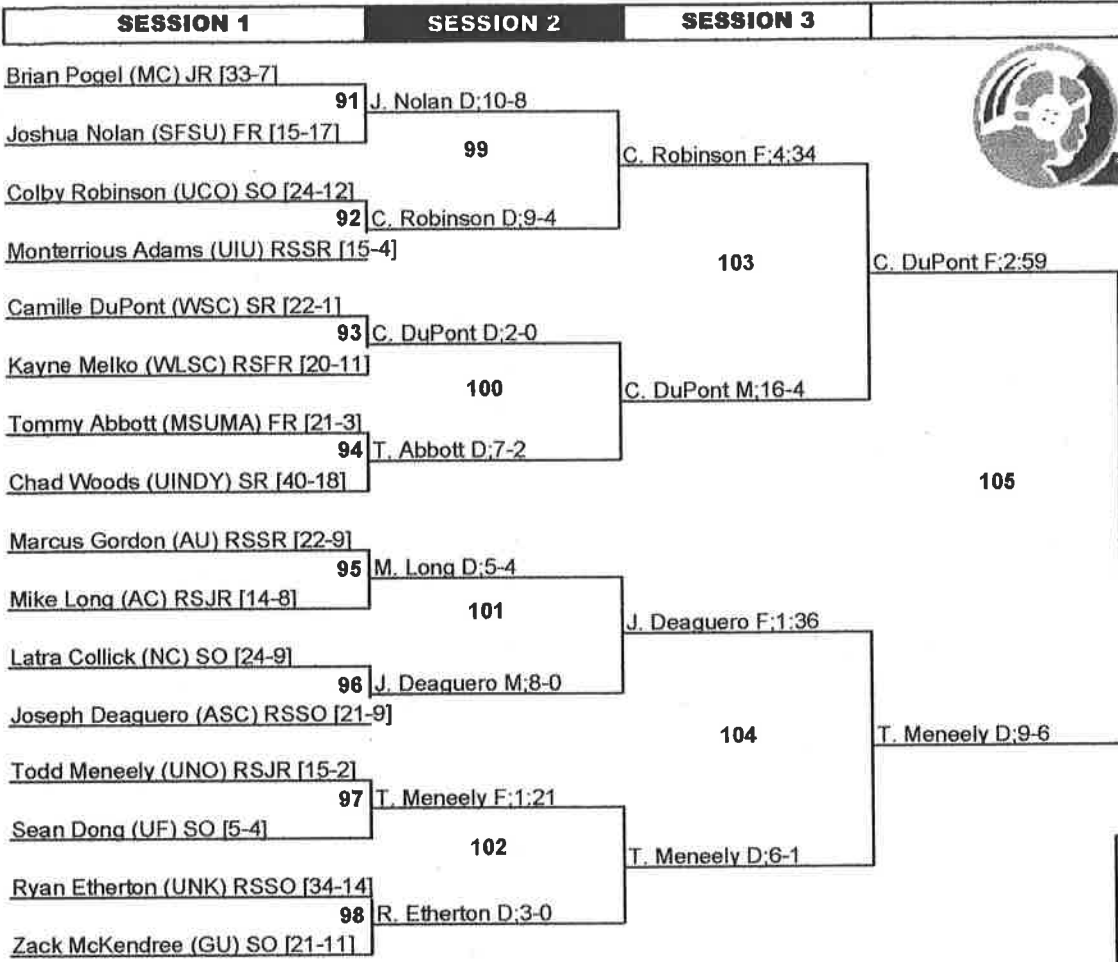 SESSION 1 SESSION 2 SESSION 3
Brian Pogel (MC) JR [33-7]
91 J. Nolan D;10-8
Joshua Nolan (SFSU) FR [15-17]
99
C. Robinson F;4:34
Colby Robinson (UCO) SO [24-12]
92 C. Robinson D;9-4
Monterrious Adams (UIU) RSSR [15-4]
103
C. DuPont F;2:59
Camille DuPont (WSC) SR [22-1]
93 C. DuPont D;2-0
Kayne Melko (WLSC) RSFR [20-11]
100
C. DuPont M;16-4
Tommy Abbott (MSUMA) FR [21-3]
94 T. Abbott D;7-2
Chad Woods (UINDY) SR [40-18]
105
Marcus Gordon (AU) RSSR [22-9]
95 M. Long D;5-4
Mike Long (AC) RSJR [14-8]
101
J. Deaguero F;1:36
Latra Collick (NC) SO [24-9]
96 J. Deaguero M;8-0
Joseph Deaguero (ASC) RSSO [21-9]
104
T. Meneely D;9-6
Todd Meneely (UNO) RSJR [15-2]
97 T. Meneely F;1:21
Sean Dong (UF) SO [5-4]
102
T. Meneely D;6-1
Ryan Etherton (UNK) RSSO [34-14]
98 R. Etherton D;3-0
Zack McKendree (GU) SO [21-11]